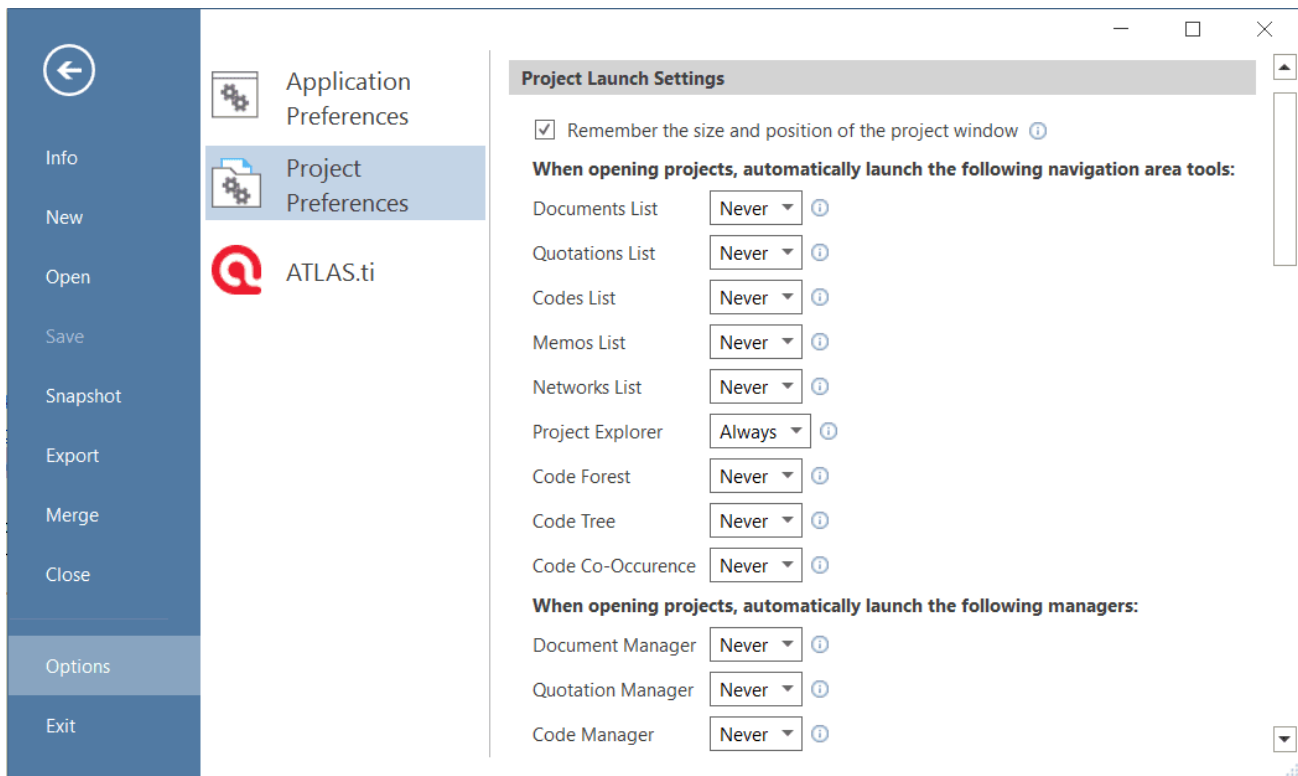 Info
New
Open
Save
Snapshot
Export
Merge
Close
Options
Exit
Application
Preferences
Project
Preferences
ATLAS.ti
Project Launch Settings
Remember the size and position of the project window
When opening projects, automatically launch the following navigation area tools:
Documents List Never
Quotations List Never
Codes List Never
Memos List Never
Networks List Never
Project Explorer Always
Code Forest Never
Code Tree Never
Code Co-Occurence Never
When opening projects, automatically launch the following managers:
Document Manager Never
Quotation Manager Never
Code Manager Never